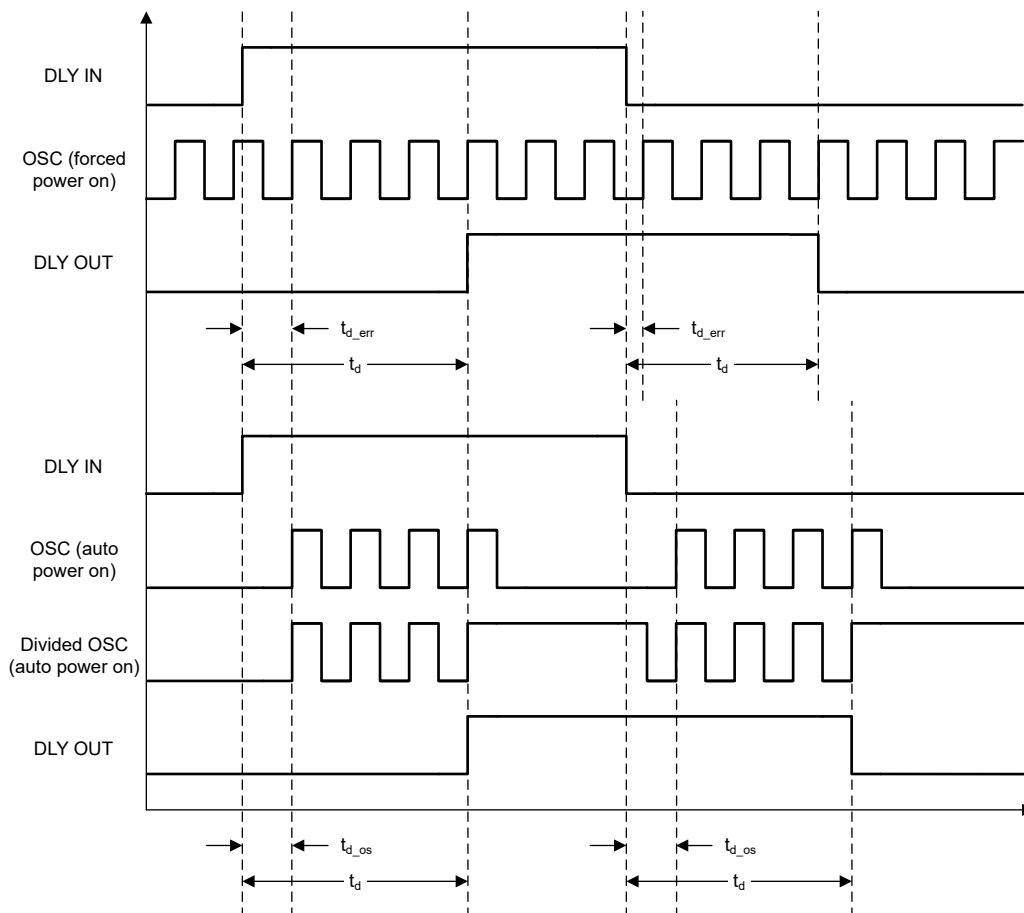 DLY IN
OSC (forced
power on)
DLY OUT
t_d_err
t_d_err
t_d
t_d
DLY IN
OSC (auto
power on)
Divided OSC
(auto power on)
DLY OUT
t_d_os
t_d_os
t_d
t_d